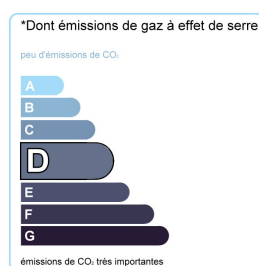 *Dont émissions de gaz à effet de serre
peu d'émissions de CO₂
A
B
C
D
E
F
G
émissions de CO₂ très importantes